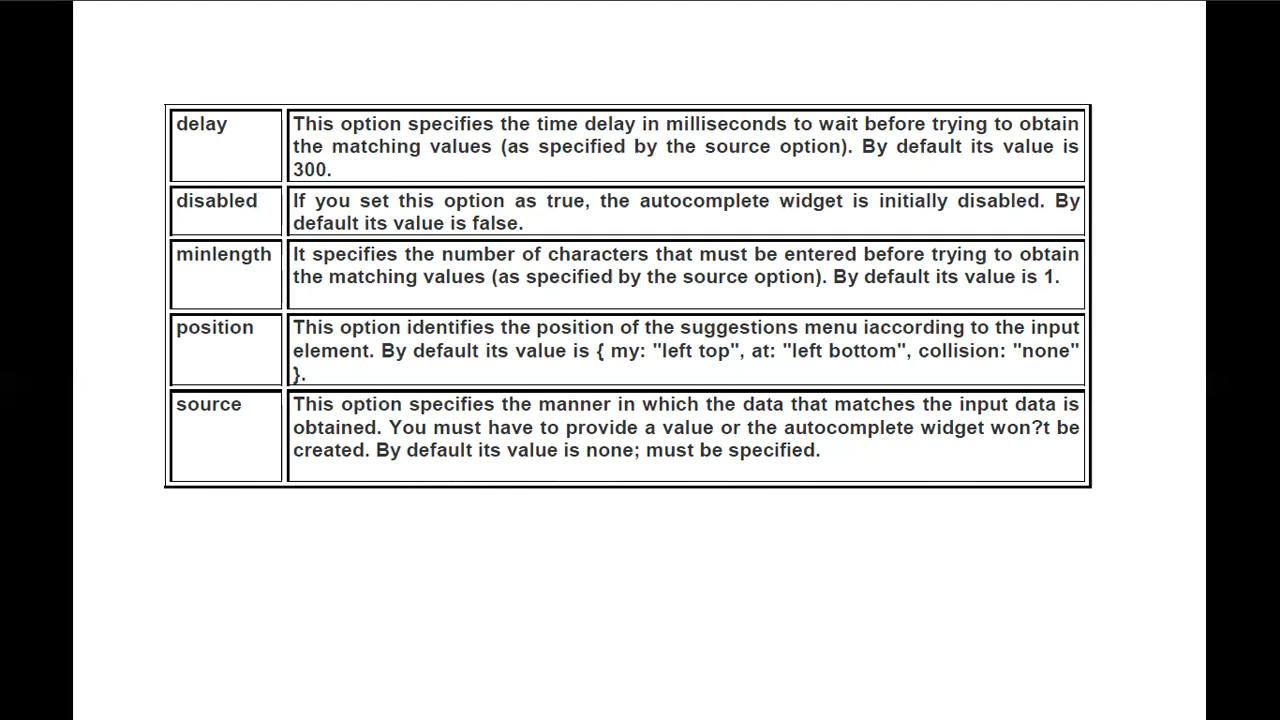 delay
This option specifies the time delay in milliseconds to wait before trying to obtain
the matching values (as specified by the source option). By default its value is
300.
disabled
If you set this option as true, the autocomplete widget is initially disabled. By
default its value is false.
minlength
It specifies the number of characters that must be entered before trying to obtain
the matching values (as specified by the source option). By default its value is 1.
position
This option identifies the position of the suggestions menu iaccording to the input
element. By default its value is { my: "left top", at: "left bottom", collision: "none"
}.
source
This option specifies the manner in which the data that matches the input data is
obtained. You must have to provide a value or the autocomplete widget won?t be
created. By default its value is none; must be specified.